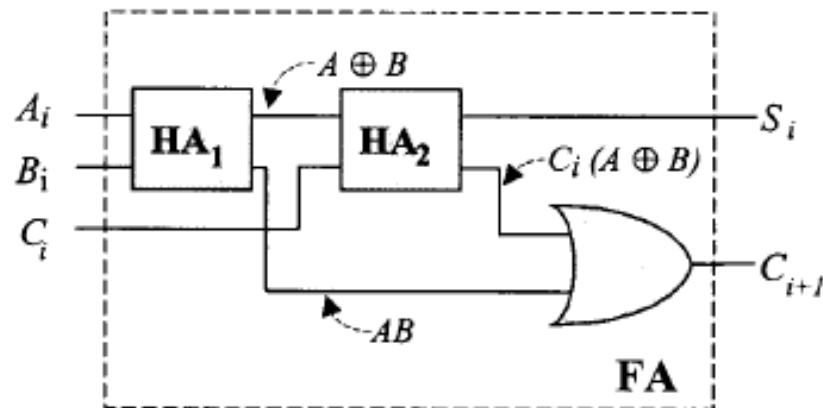 A ⊕ B
Aᵢ
HA₁
HA₂
Sᵢ
Bᵢ
Cᵢ (A ⊕ B)
Cᵢ
Cᵢ₊₁
AB
FA